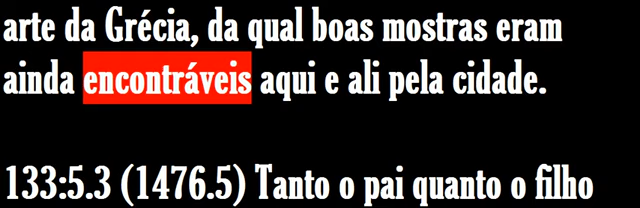 arte da Grécia, da qual boas mostras eram
ainda encontráveis aqui e ali pela cidade.
133:5.3 (1476.5) Tanto o pai quanto o filho